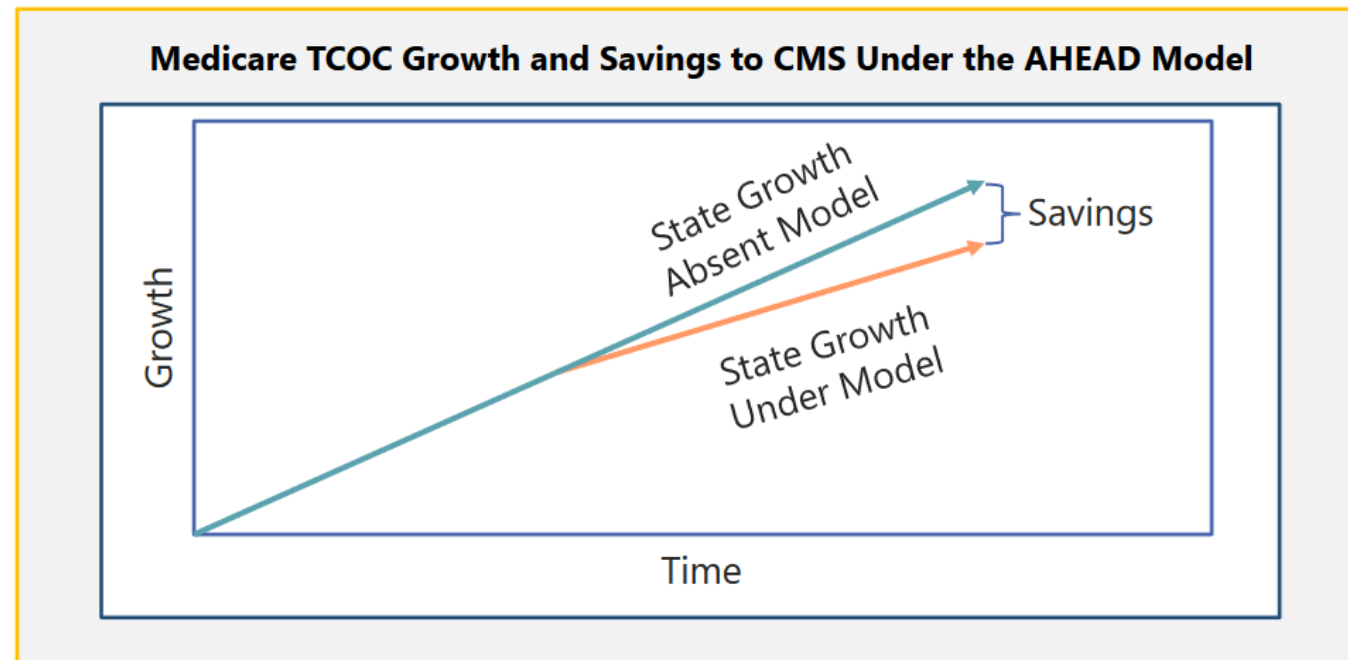 Medicare TCOC Growth and Savings to CMS Under the AHEAD Model
State Growth
Absent Model
Savings
State Growth
Under Model
Growth
Time